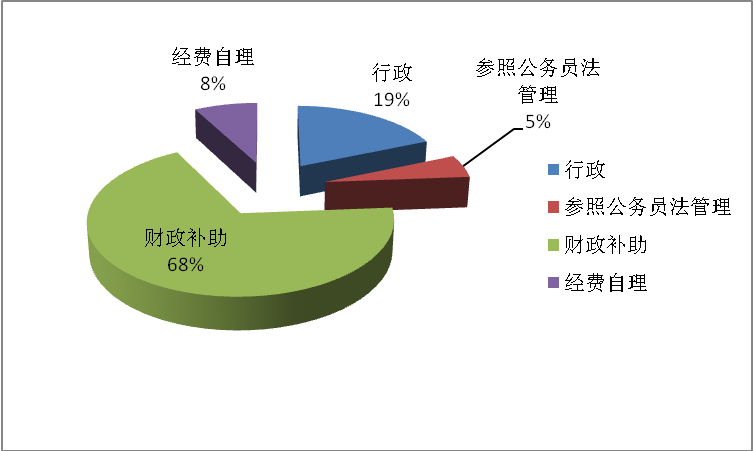 经费自理
8%
行政
19%
参照公务员法
管理
5%
财政补助
68%
行政
参照公务员法管理
财政补助
经费自理